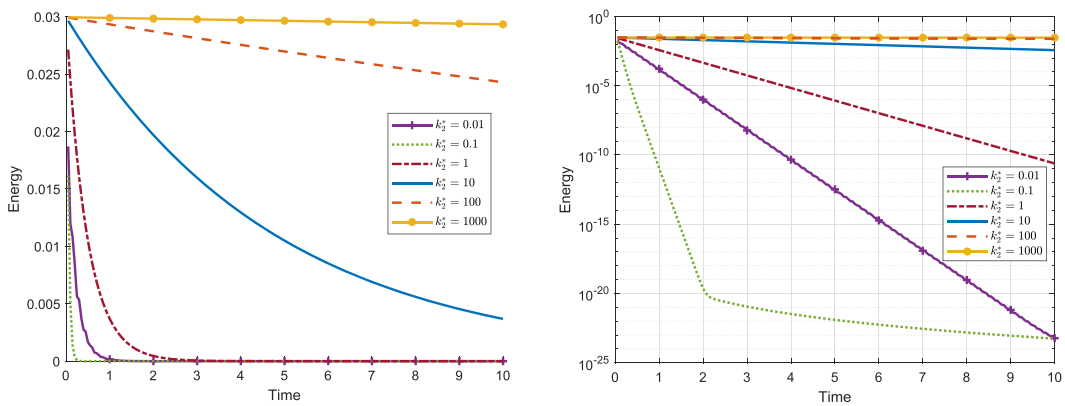 0.03
0.025
0.02
0.015
0.01
0.005
0
Energy
0 1 2 3 4 5 6 7 8 9 10
Time
k₂* = 0.01
k₂* = 0.1
k₂* = 1
k₂* = 10
k₂* = 100
k₂* = 1000
10⁰
10⁻⁵
10⁻¹⁰
10⁻¹⁵
10⁻²⁰
10⁻²⁵
Energy
0 1 2 3 4 5 6 7 8 9 10
Time
k₂* = 0.01
k₂* = 0.1
k₂* = 1
k₂* = 10
k₂* = 100
k₂* = 1000